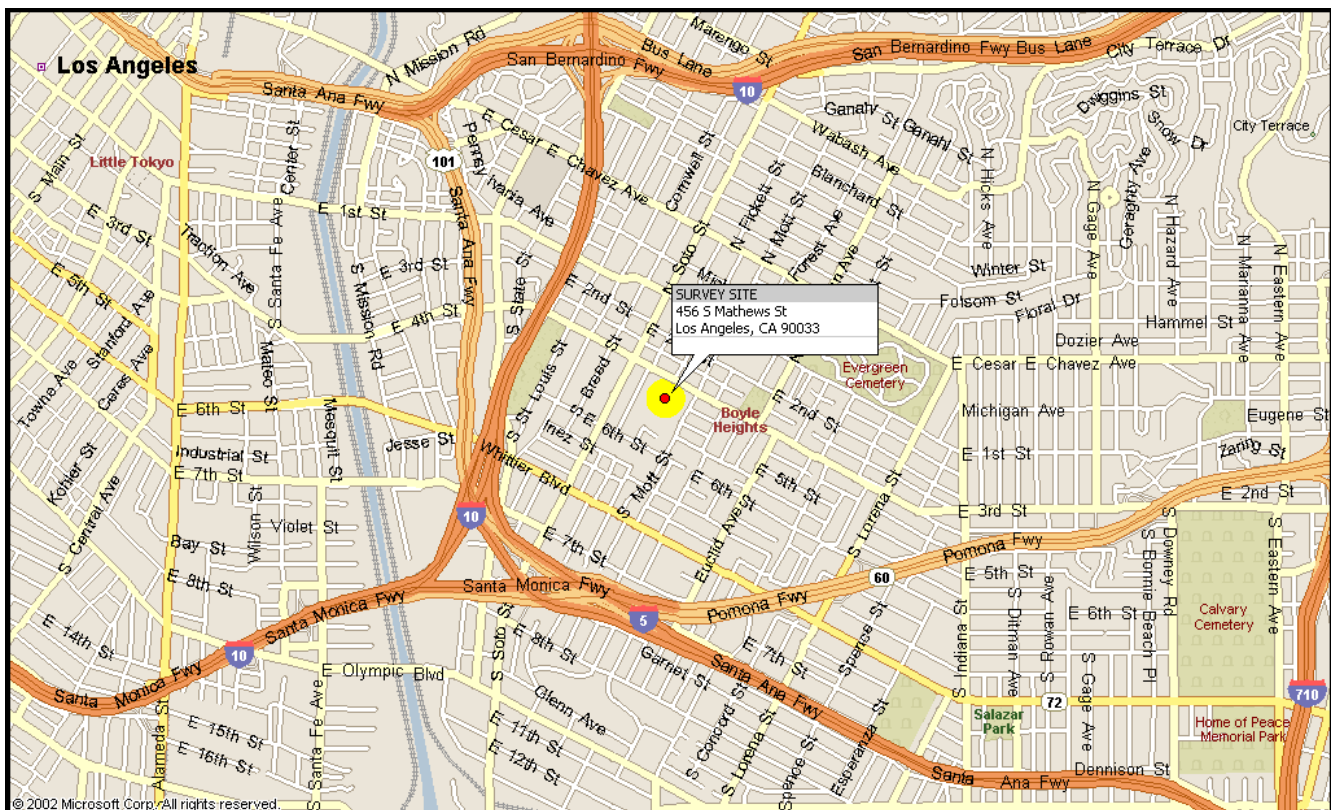 Los Angeles
N Mission Rd
Marengo St
Bus Lane
San Bernardino Fwy Bus Lane
City Terrace Dr
San Bernardino Fwy
10
Santa Ana Fwy
Dwiggins St
Snow Dr
City Terrace
Ganahl St
Ganahl St
Wabash Ave
E Cesar E Chavez Ave
Little Tokyo
S Main St
Center St
101
Ivaria Ave
Cornwell St
Blanchard St
N Hicks Ave
N Gage Ave
Geraghty Ave
N Hazard Ave
N Marianna Ave
N Eastern Ave
N Fickett St
N Mott St
Forest Ave
N Soto St
E 1st St
E 3rd St
Traction Ave
S Santa Fe Ave
E 3rd St
S Mission Rd
Santa Ana Fwy
S State St
E 2nd St
Winter St
Folsom St
Floral Dr
E 5th St
Stanford Ave
SURVEY SITE
456 S Mathews St
Los Angeles, CA 90033
E 4th St
Hammel St
Dozier Ave
E Cesar E Chavez Ave
Evergreen
Cemetery
Towne Ave
Ceres Ave
Mateo St
S St Louis St
S Breed St
E 6th St
Mesquit St
Jesse St
Inez St
E 6th St
Boyle
Heights
E 2nd St
Michigan Ave
Eugene St
Kohler St
Industrial St
E 7th St
Whittier Blvd
E 1st St
Zaring St
E 6th St
E 5th St
E 2nd St
S Central Ave
Wilson St
Violet St
10
S Mott St
S Lorena St
E 3rd St
Bay St
E 8th St
E 7th St
Euclid Ave
Pomona Fwy
60
S Downey Rd
S Bonnie Beach Pl
S Eastern Ave
Santa Monica Fwy
Santa Monica Fwy
5
Pomona Fwy
E 5th St
S Ditman Ave
S Rowan Ave
E 6th St
Calvary
Cemetery
E 14th St
10
E Olympic Blvd
S Soto St
E 8th St
Garnet St
E 7th St
Spence St
S Indiana St
S Gage Ave
Santa Monica Fwy
Santa Ana Fwy
Glenn Ave
72
710
Salazar
Park
Home of Peace
Memorial Park
Alameda St
E 15th St
E 16th St
S Santa Fe Ave
E 11th St
E 12th St
S Concord St
S Lorena St
Spence St
Esperanza St
Santa Ana Fwy
Dennison St
© 2002 Microsoft Corp. All rights reserved.